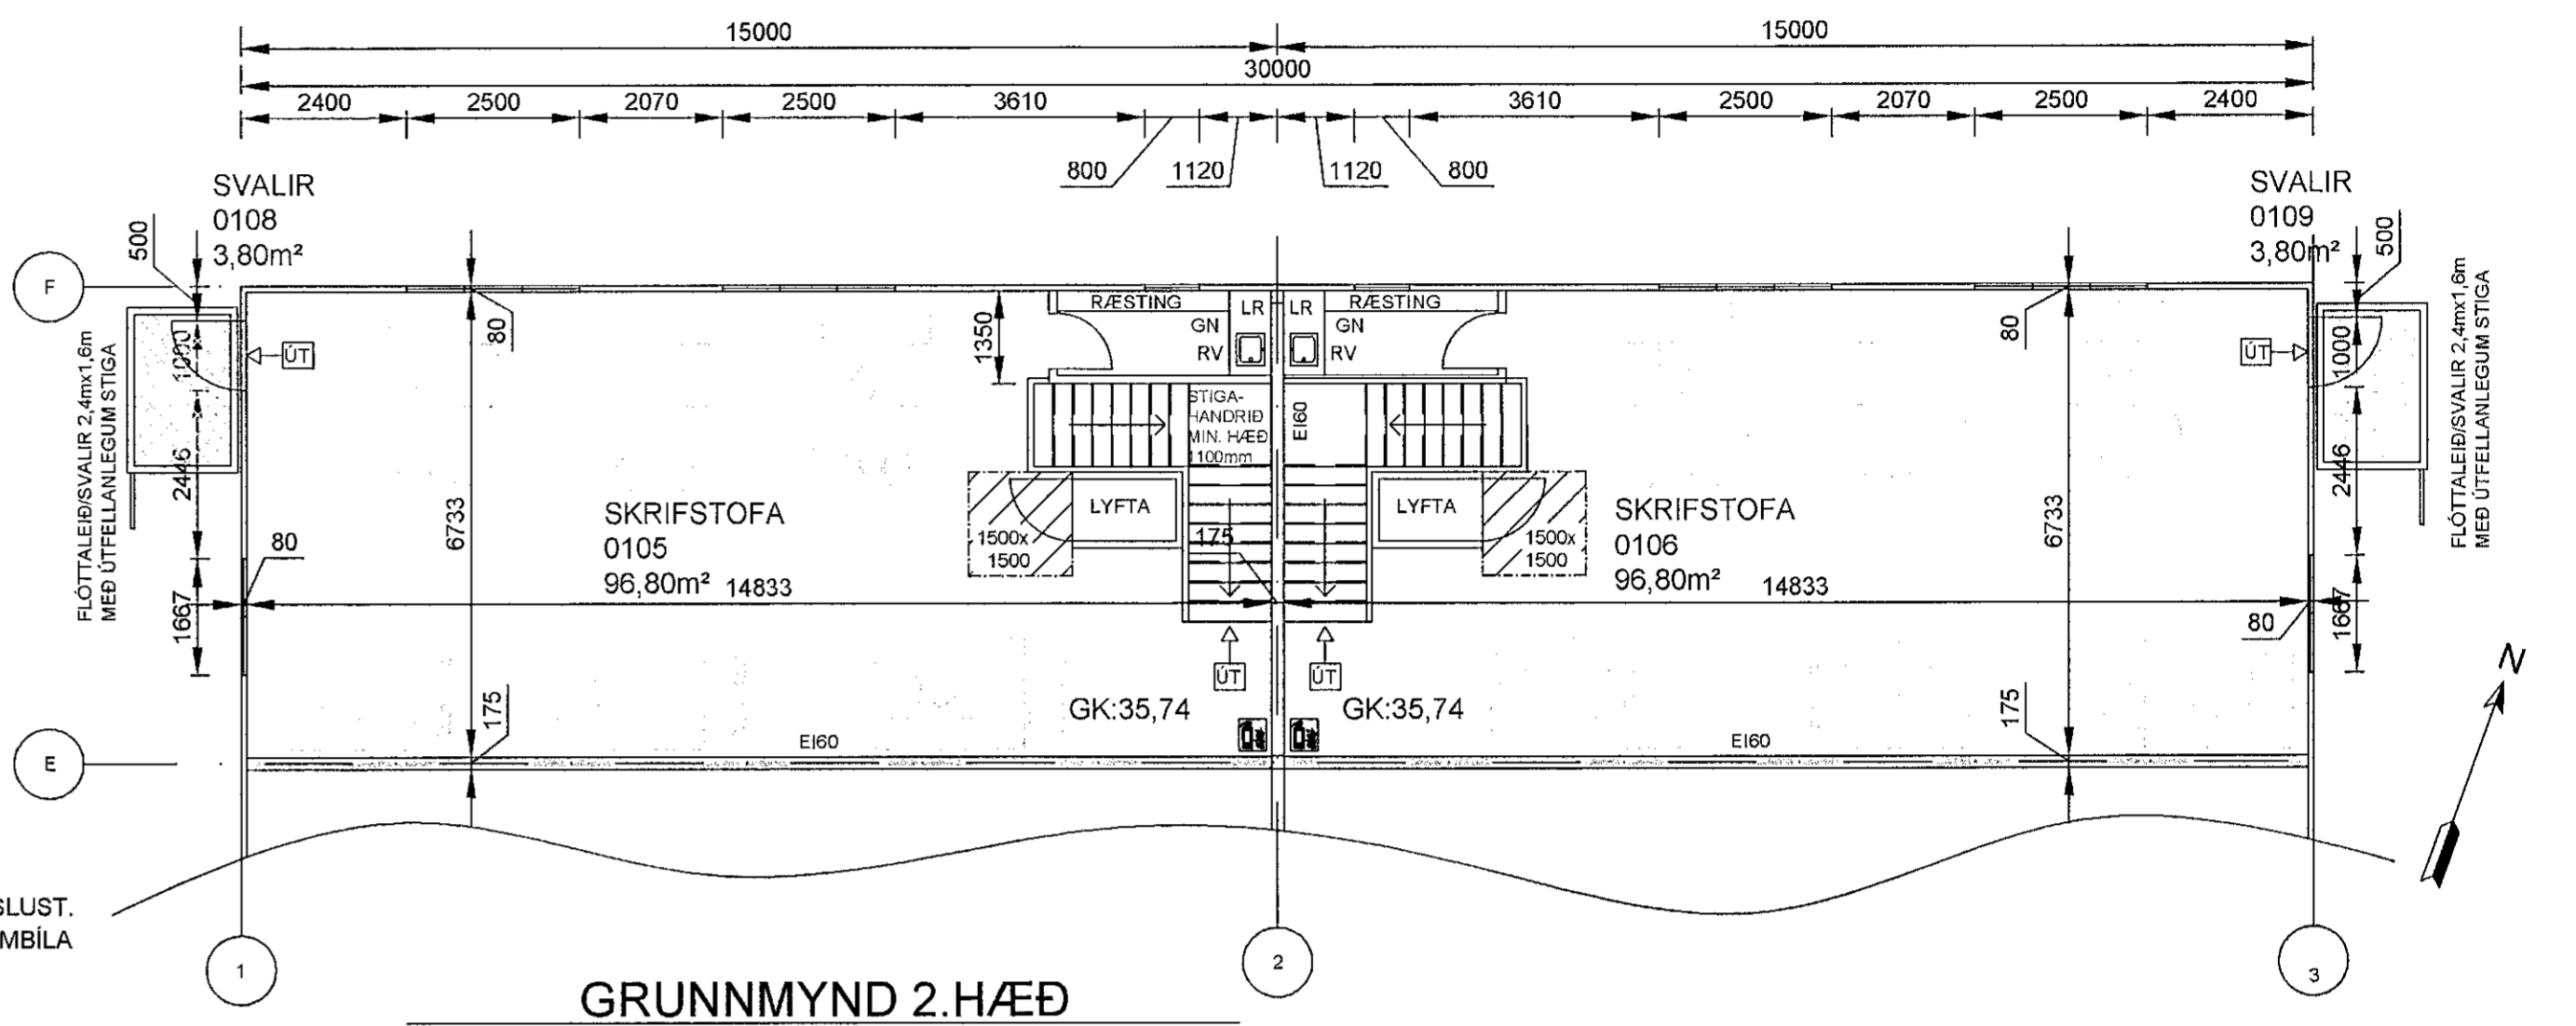 15000 15000
30000
2400 2500 2070 2500 3610 3610 2500 2070 2500 2400
800 1120 1120 800
SVALIR
0108
3,80m²
SVALIR
0109
3,80m²
500
500
F
RÆSTING LR LR RÆSTING
GN GN
RV RV
80
80
1350
1000
1000
ÚT
ÚT
FLÓTTALEIÐ/SVALIR 2,4mx1,6m
MEÐ ÚTFELLANLEGUM STIGA
FLÓTTALEIÐ/SVALIR 2,4mx1,6m
MEÐ ÚTFELLANLEGUM STIGA
STIGA-
HANDRIÐ
MIN. HÆÐ
1100mm
EI60
2446
2446
6733
6733
LYFTA LYFTA
SKRIFSTOFA
0105
96,80m² 14833
SKRIFSTOFA
0106
96,80m² 14833
1500x
1500
1500x
1500
175
80
80
1667
1667
ÚT ÚT
GK:35,74 GK:35,74
175
175
EI60 EI60
E
N
SLUST.
MBÍLA
1 2 3
GRUNNMYND 2.HÆÐ